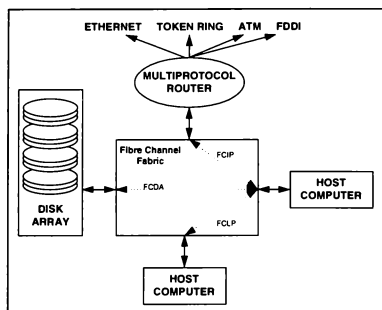 ETHERNET TOKEN RING ATM FDDI
MULTIPROTOCOL
ROUTER
Fibre Channel
Fabric
FCIP
FCDA
FCLP
DISK
ARRAY
HOST
COMPUTER
HOST
COMPUTER